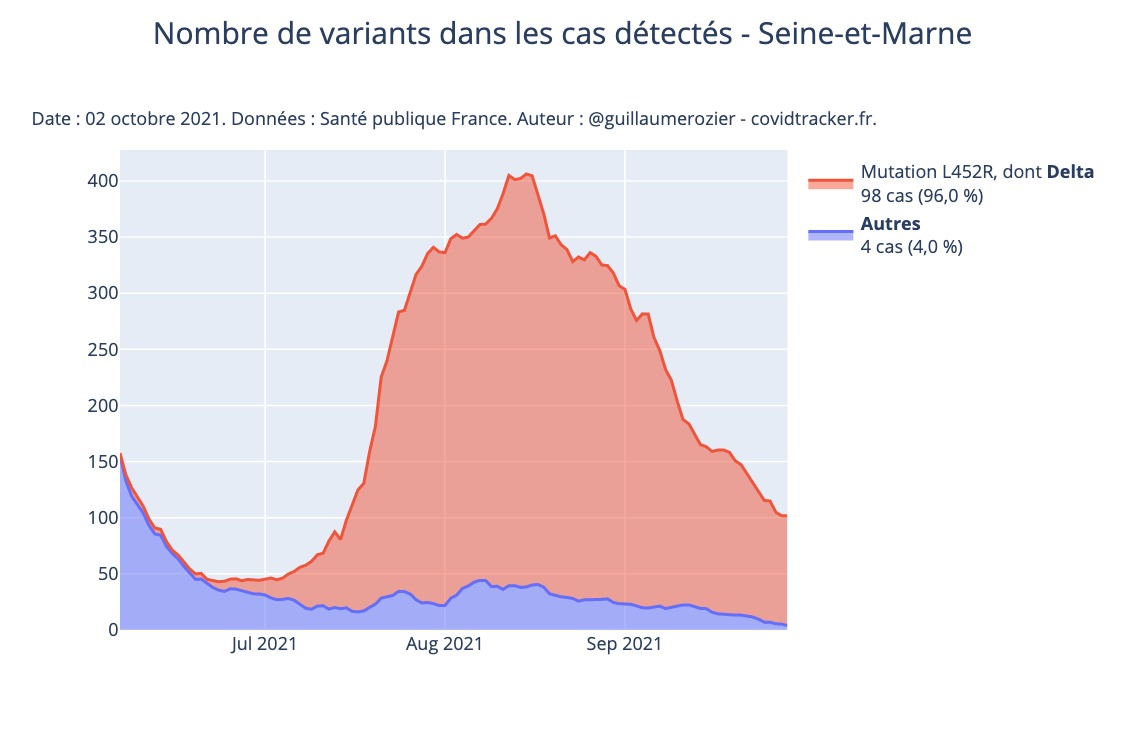 Nombre de variants dans les cas détectés - Seine-et-Marne
Date : 02 octobre 2021. Données : Santé publique France. Auteur : @guillaumerozier - covidtracker.fr.
Mutation L452R, dont Delta
98 cas (96,0 %)
Autres
4 cas (4,0 %)
400
350
300
250
200
150
100
50
0
Jul 2021
Aug 2021
Sep 2021